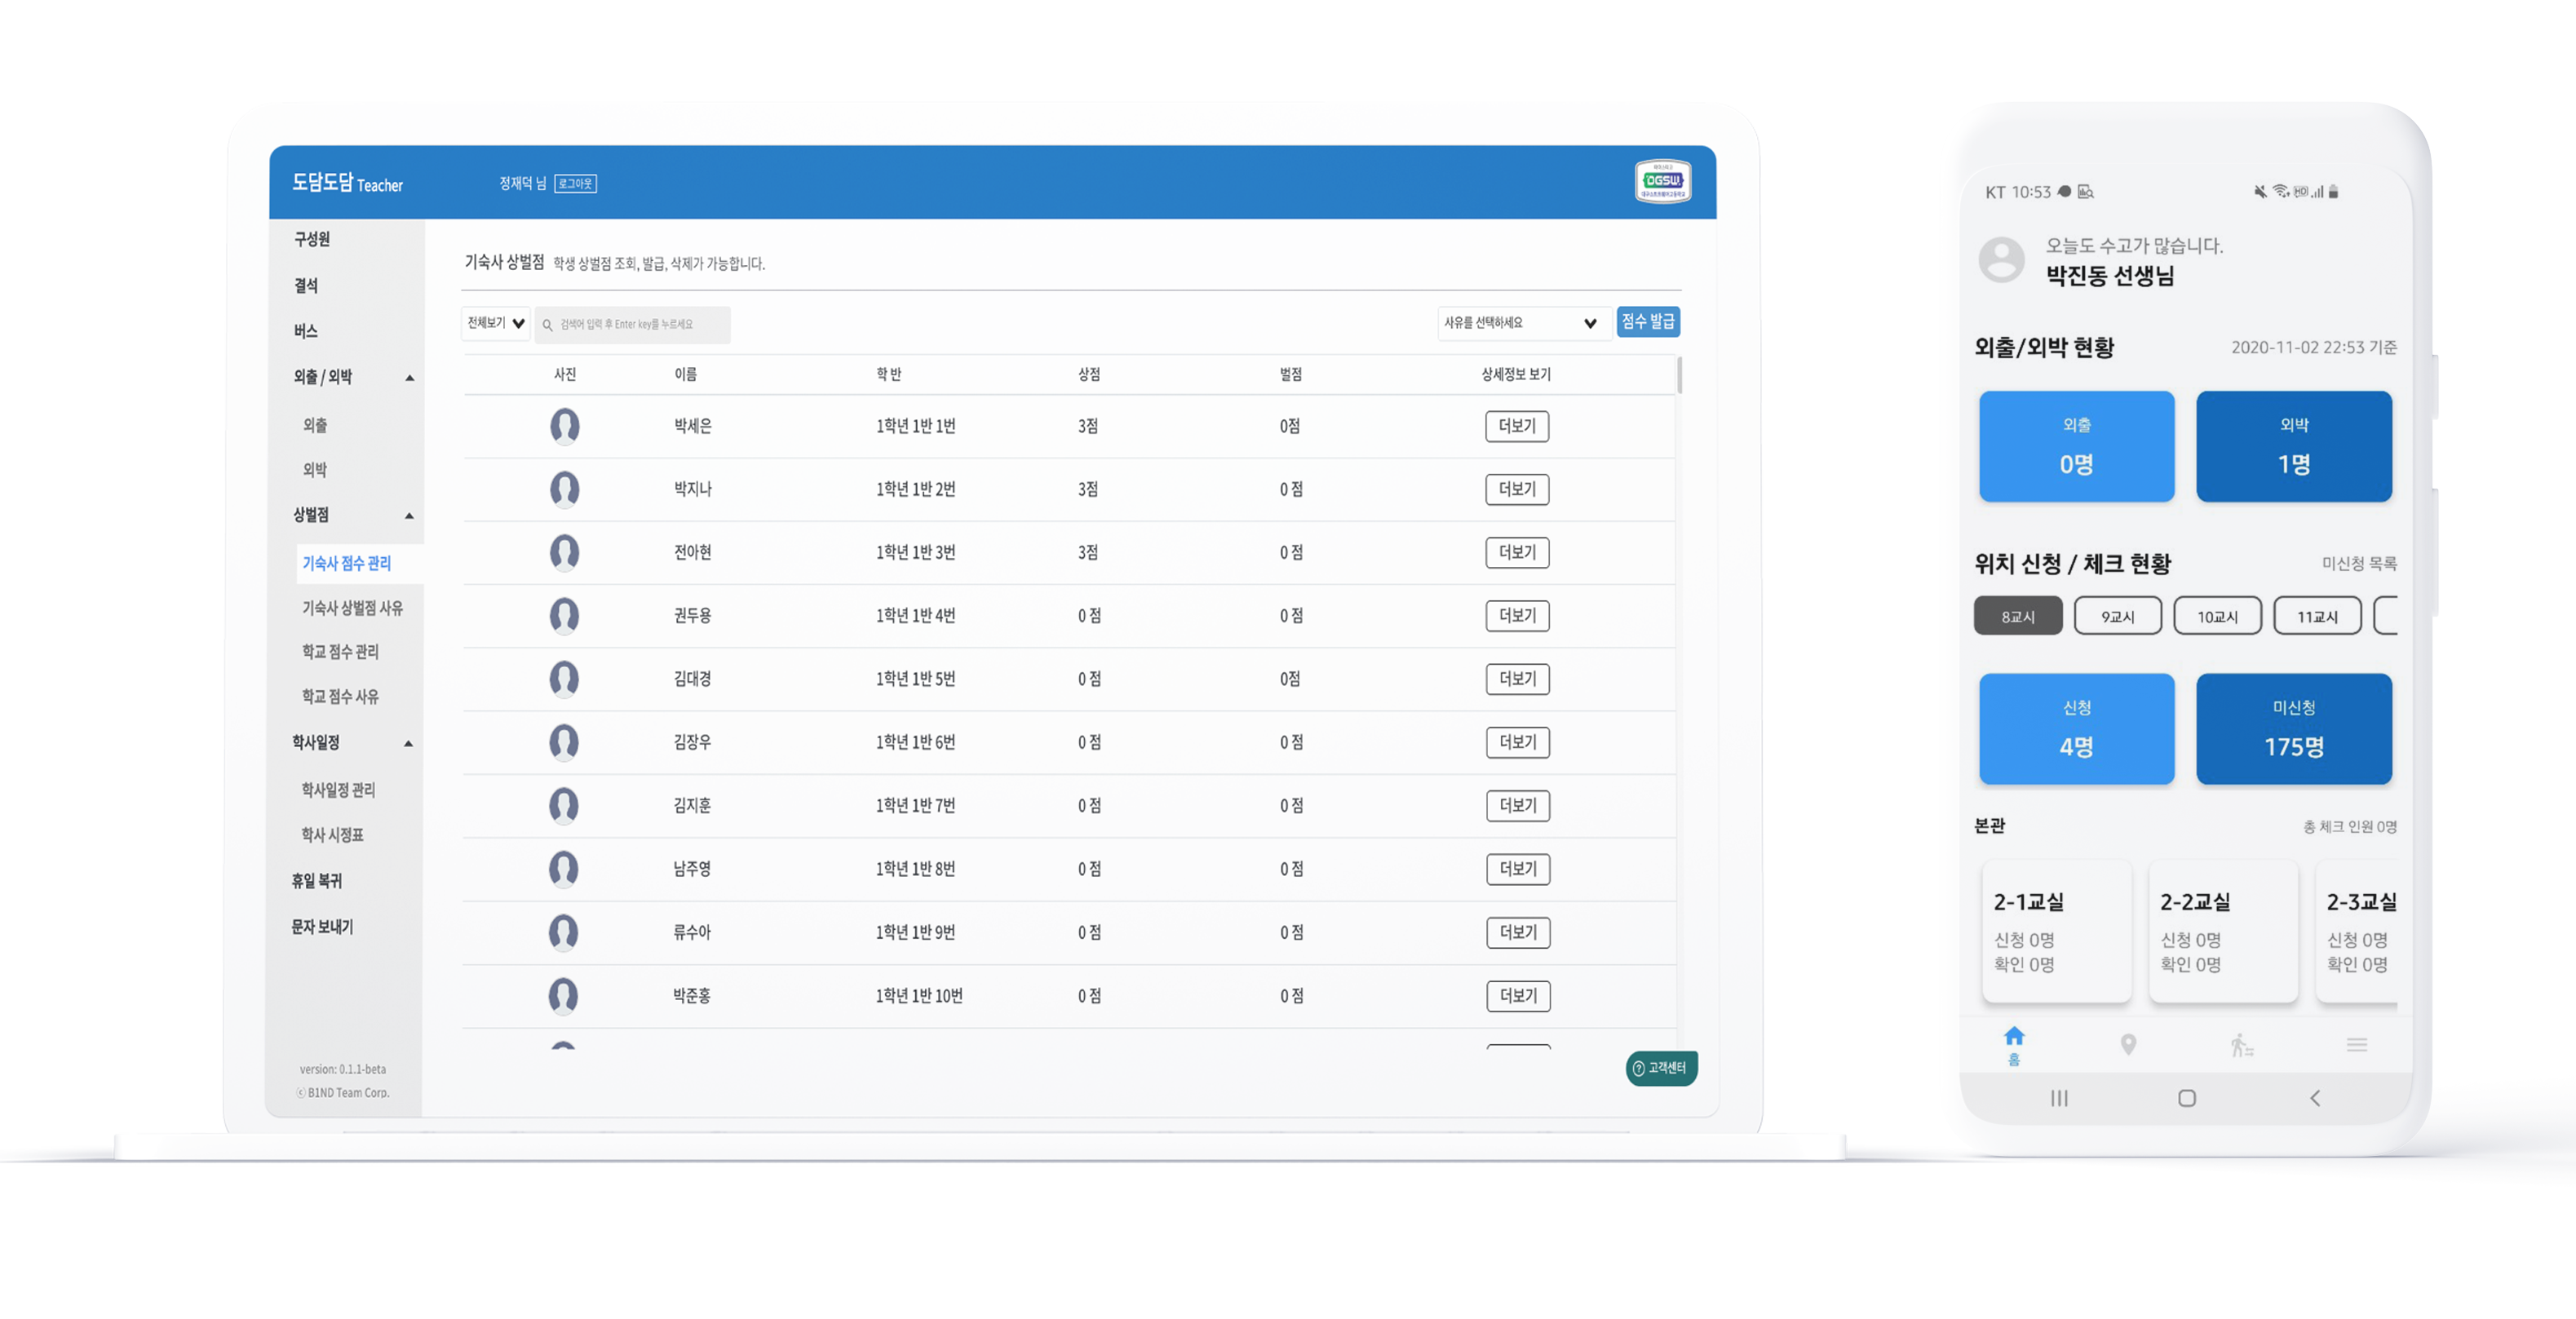 도담도담 Teacher
정재덕 님 로그아웃
DGSW
대구소프트웨어고등학교
구성원
결석
버스
외출 / 외박
외출
외박
상벌점
기숙사 점수 관리
기숙사 상벌점 사유
학교 점수 관리
학교 점수 사유
학사일정
학사일정 관리
학사 시정표
휴일 복귀
문자 보내기
version: 0.1.1-beta
ⓒ B1ND Team Corp.
기숙사 상벌점 학생 상벌점 조회, 발급, 삭제가 가능합니다.
전체보기 검색어 입력 후 Enter key를 누르세요 사유를 선택하세요 점수 발급
사진 이름 학 반 상점 벌점 상세정보 보기
박세은 1학년 1반 1번 3점 0점 더보기
박지나 1학년 1반 2번 3점 0 점 더보기
전아현 1학년 1반 3번 3점 0 점 더보기
권두용 1학년 1반 4번 0 점 0 점 더보기
김대경 1학년 1반 5번 0 점 0점 더보기
김장우 1학년 1반 6번 0 점 0 점 더보기
김지훈 1학년 1반 7번 0 점 0 점 더보기
남주영 1학년 1반 8번 0 점 0 점 더보기
류수아 1학년 1반 9번 0 점 0 점 더보기
박준홍 1학년 1반 10번 0 점 0 점 더보기
? 고객센터
KT 10:53
오늘도 수고가 많습니다.
박진동 선생님
외출/외박 현황 2020-11-02 22:53 기준
외출 외박
0명 1명
위치 신청 / 체크 현황 미신청 목록
8교시 9교시 10교시 11교시
신청 미신청
4명 175명
본관 총 체크 인원 0명
2-1교실 2-2교실 2-3교실
신청 0명 신청 0명 신청 0명
확인 0명 확인 0명 확인 0명
홈